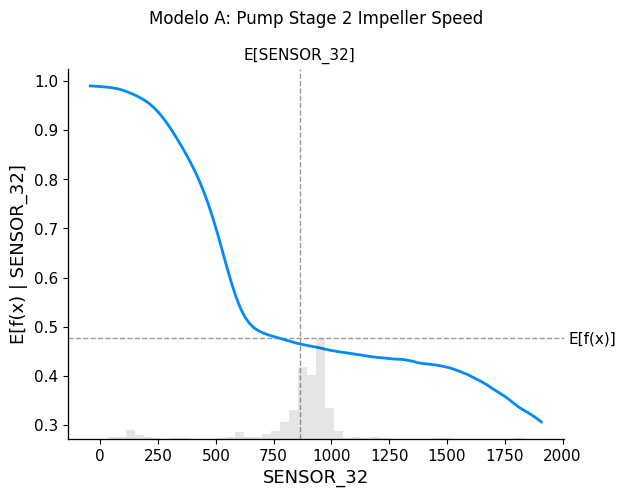 Modelo A: Pump Stage 2 Impeller Speed
E[SENSOR_32]
1.0
0.9
0.8
0.7
0.6
0.5
0.4
0.3
E[f(x) | SENSOR_32]
E[f(x)]
0 250 500 750 1000 1250 1500 1750 2000
SENSOR_32